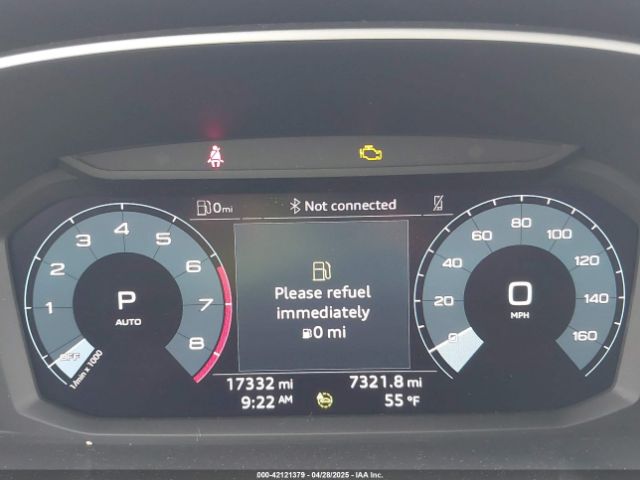 0mi
Not connected
1
2
3
4
5
6
7
8
P
AUTO
OFF
1/min x 1000
Please refuel
immediately
0 mi
0
20
40
60
80
100
120
140
160
0
MPH
17332 mi
7321.8 mi
9:22 AM
55 °F
000-42121379 | 04/28/2025 | IAA Inc.